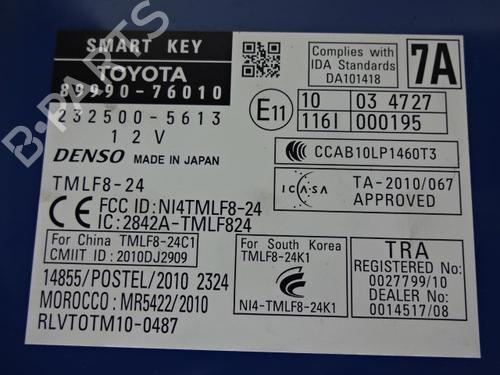 SMART KEY
TOYOTA
89990-76010
232500-5613
12V
DENSO MADE IN JAPAN
TMLF8-24
CE FCC ID: NI4TMLF8-24
IC: 2842A-TMLF824
For China TMLF8-24C1
CMIIT ID: 2010DJ2909
14855/POSTEL/2010 2324
MOROCCO: MR5422/2010
RLVTOTM10-0487
Complies with
IDA Standards
DA101418
7A
E11
10 03 4727
116I 000195
CCAB10LP1460T3
ICASA
TA-2010/067
APPROVED
For South Korea
TMLF8-24K1
NI4-TMLF8-24K1
TRA
REGISTERED No:
0027799/10
DEALER No:
0014517/08
B-PARTS